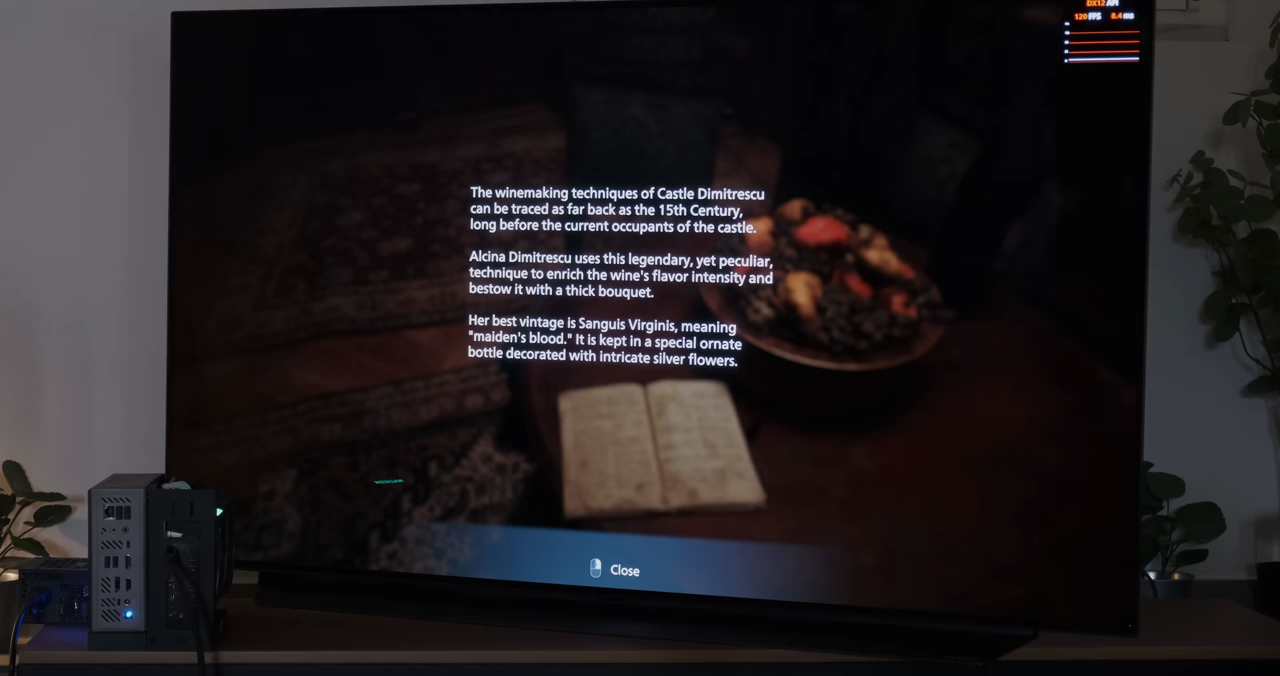 DX12 AMD
120 FPS 8.4 ms
The winemaking techniques of Castle Dimitrescu
can be traced as far back as the 15th Century,
long before the current occupants of the castle.
Alcina Dimitrescu uses this legendary, yet peculiar,
technique to enrich the wine's flavor intensity and
bestow it with a thick bouquet.
Her best vintage is Sanguis Virginis, meaning
"maiden's blood." It is kept in a special ornate
bottle decorated with intricate silver flowers.
Close